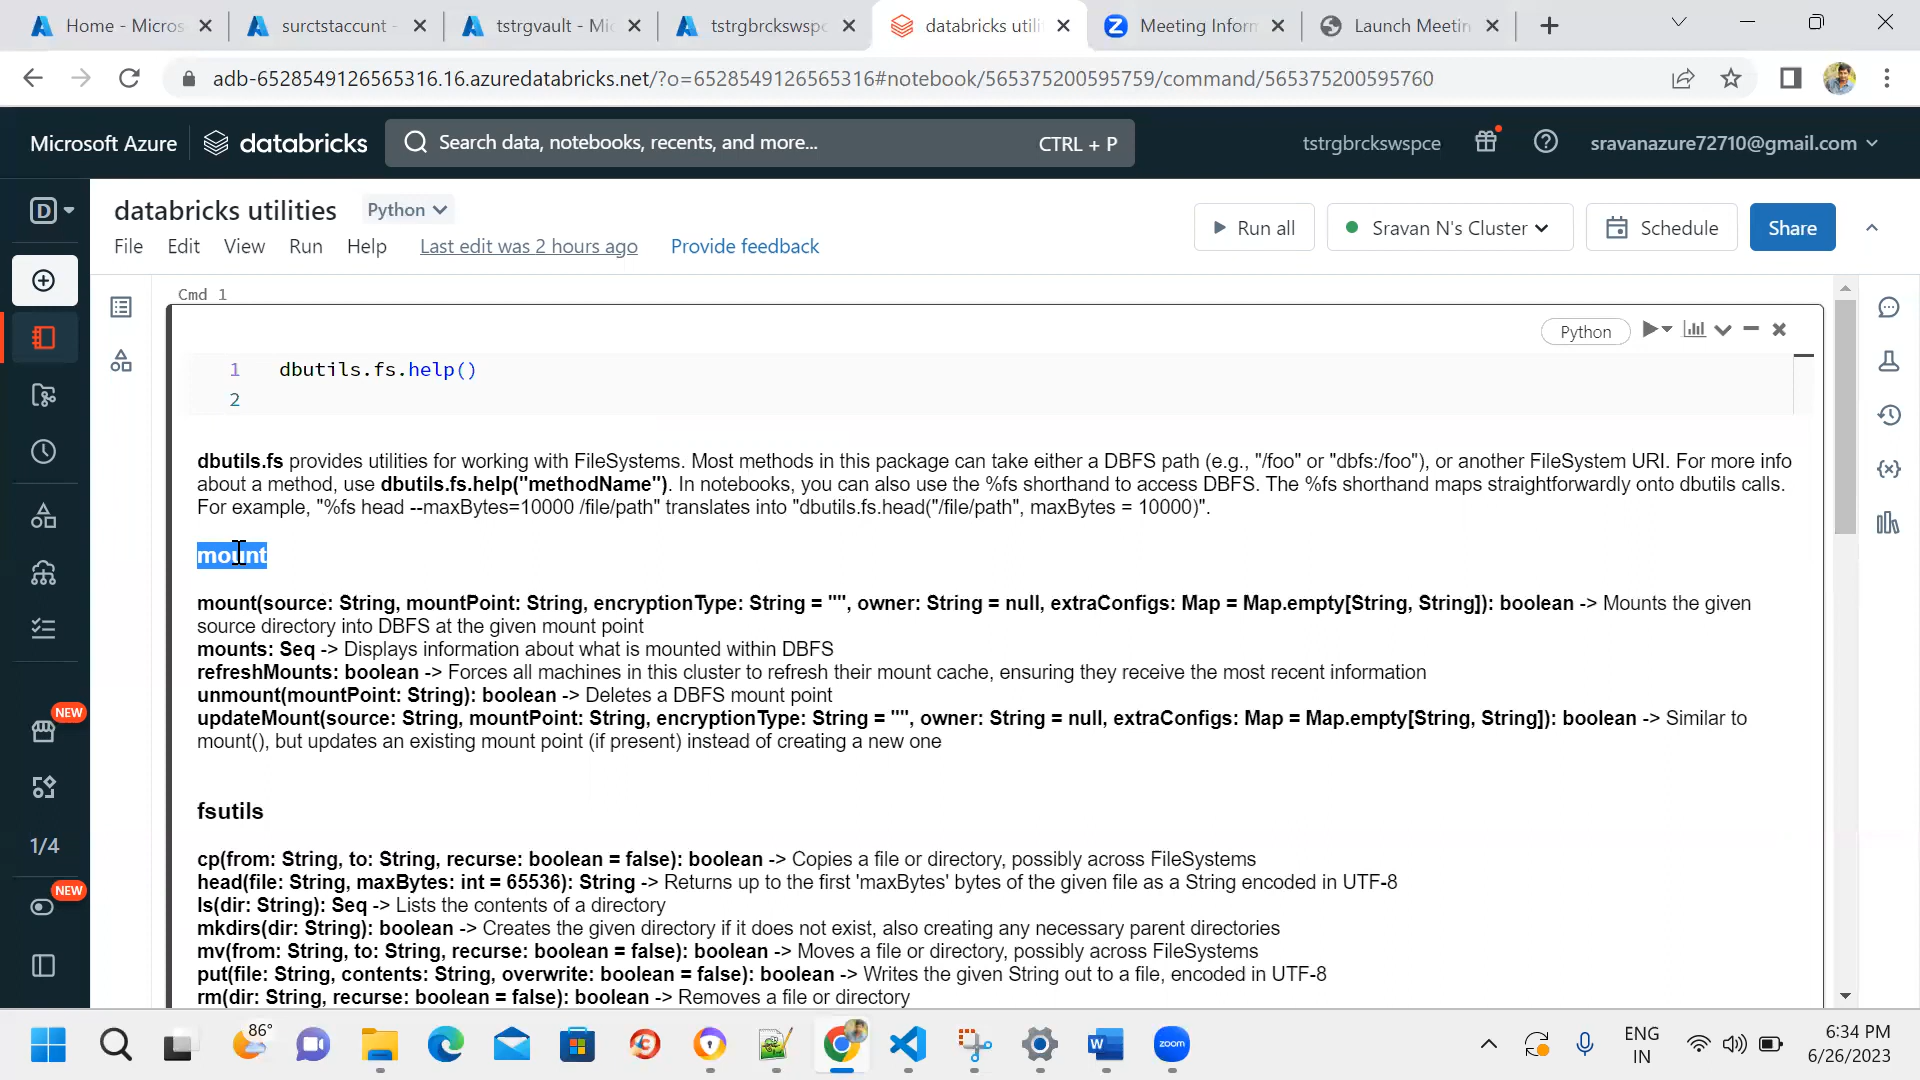 Home - Micros
surctstaccunt -
tstrgvault - Mic
tstrgbrckswspc
databricks utili
Meeting Inform
Launch Meetin
adb-6528549126565316.16.azuredatabricks.net/?o=6528549126565316#notebook/565375200595759/command/565375200595760
Microsoft Azure
databricks
Search data, notebooks, recents, and more...
CTRL + P
tstrgbrckswspce
sravanazure72710@gmail.com
D
databricks utilities
Python
Run all
Sravan N's Cluster
Schedule
Share
File
Edit
View
Run
Help
Last edit was 2 hours ago
Provide feedback
Cmd 1
Python
1 dbutils.fs.help()
2
dbutils.fs provides utilities for working with FileSystems. Most methods in this package can take either a DBFS path (e.g., "/foo" or "dbfs:/foo"), or another FileSystem URI. For more info
about a method, use dbutils.fs.help("methodName"). In notebooks, you can also use the %fs shorthand to access DBFS. The %fs shorthand maps straightforwardly onto dbutils calls.
For example, "%fs head --maxBytes=10000 /file/path" translates into "dbutils.fs.head("/file/path", maxBytes = 10000)".
mount
mount(source: String, mountPoint: String, encryptionType: String = "", owner: String = null, extraConfigs: Map = Map.empty[String, String]): boolean -> Mounts the given
source directory into DBFS at the given mount point
mounts: Seq -> Displays information about what is mounted within DBFS
refreshMounts: boolean -> Forces all machines in this cluster to refresh their mount cache, ensuring they receive the most recent information
unmount(mountPoint: String): boolean -> Deletes a DBFS mount point
updateMount(source: String, mountPoint: String, encryptionType: String = "", owner: String = null, extraConfigs: Map = Map.empty[String, String]): boolean -> Similar to
mount(), but updates an existing mount point (if present) instead of creating a new one
fsutils
cp(from: String, to: String, recurse: boolean = false): boolean -> Copies a file or directory, possibly across FileSystems
head(file: String, maxBytes: int = 65536): String -> Returns up to the first 'maxBytes' bytes of the given file as a String encoded in UTF-8
ls(dir: String): Seq -> Lists the contents of a directory
mkdirs(dir: String): boolean -> Creates the given directory if it does not exist, also creating any necessary parent directories
mv(from: String, to: String, recurse: boolean = false): boolean -> Moves a file or directory, possibly across FileSystems
put(file: String, contents: String, overwrite: boolean = false): boolean -> Writes the given String out to a file, encoded in UTF-8
rm(dir: String, recurse: boolean = false): boolean -> Removes a file or directory
NEW
1/4
NEW
86°
zoom
ENG
IN
6:34 PM
6/26/2023